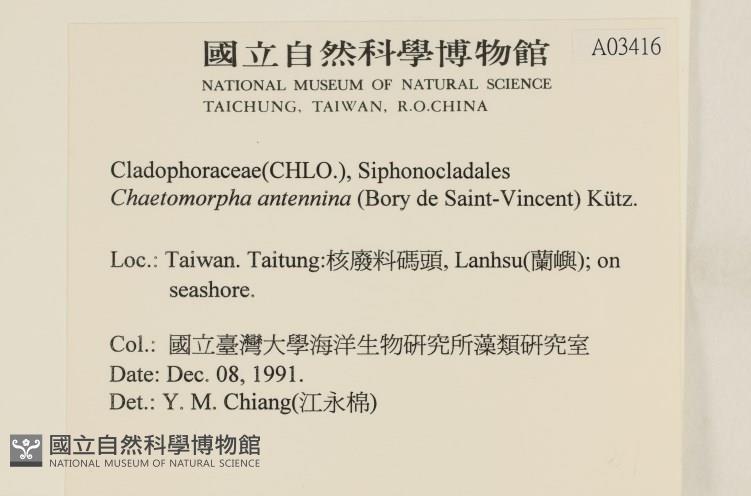 國立自然科學博物館
A03416
NATIONAL MUSEUM OF NATURAL SCIENCE
TAICHUNG, TAIWAN, R.O.CHINA
Cladophoraceae(CHLO.), Siphonocladales
Chaetomorpha antennina (Bory de Saint-Vincent) Kütz.
Loc.: Taiwan. Taitung:核廢料碼頭, Lanhsu(蘭嶼); on
seashore.
Col.: 國立臺灣大學海洋生物研究所藻類研究室
Date: Dec. 08, 1991.
Det.: Y. M. Chiang(江永棉)
國立自然科學博物館
NATIONAL MUSEUM OF NATURAL SCIENCE